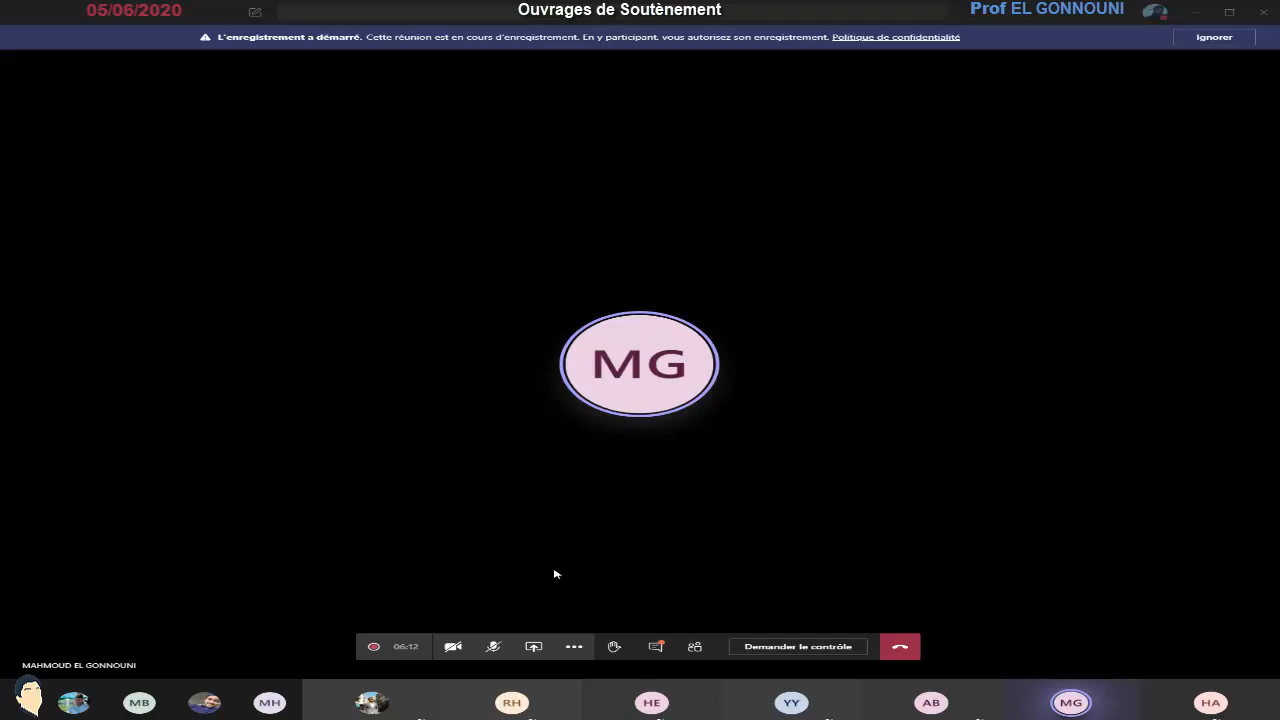 05/06/2020
Ouvrages de Soutènement
Prof EL GONNOUNI
L'enregistrement a démarré. Cette réunion est en cours d'enregistrement. En y participant, vous autorisez son enregistrement. Politique de confidentialité
Ignorer
MG
06:12
Demander le contrôle
MAHMOUD EL GONNOUNI
MB
MH
RH
HE
YY
AB
MG
HA